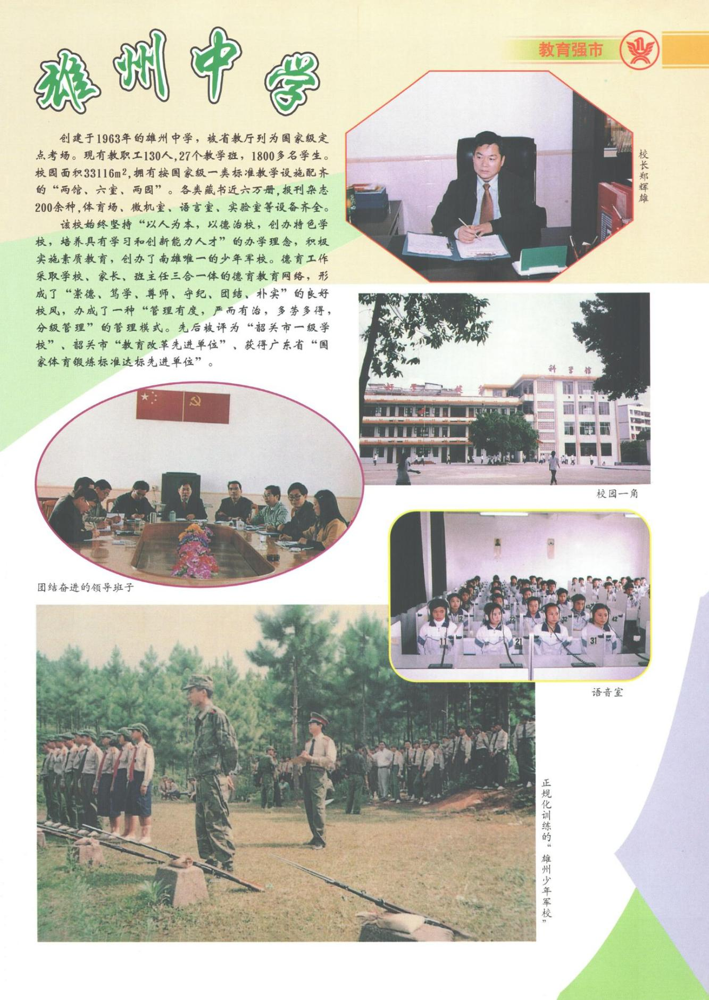 雄州中学
教育强市
创建于1963年的雄州中学，被省教厅列为国家级定
点考场。现有教职工130人,27个教学班，1800多名学生。
校园面积33116m²,拥有按国家级一类标准教学设施配齐
的“两馆、六室、两园”。各类藏书近六万册,报刊杂志
200余种,体育场、微机室、语言室、实验室等设备齐全。
该校始终坚持“以人为本，以德治校，创办特色学
校，培养具有学习和创新能力人才”的办学理念，积极
实施素质教育，创办了南雄唯一的少年军校。德育工作
采取学校、家长、班主任三合一体的德育教育网络，形
成了“崇德、笃学、尊师、守纪、团结、朴实”的良好
校风，办成了一种“管理有度，严而有治，多劳多得，
分级管理”的管理模式。先后被评为“韶关市一级学
校”、韶关市“教育改革先进单位”、获得广东省“国
家体育锻炼标准达标先进单位”。
校长郑辉雄
科学馆
好学
校园一角
团结奋进的领导班子
12
22
32
42
11
21
31
语音室
正规化训练的“雄州少年军校”